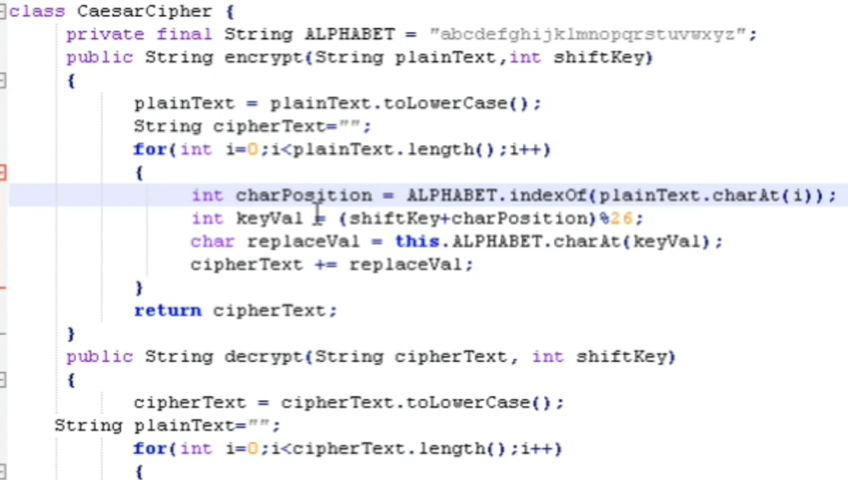 class CaesarCipher {
private final String ALPHABET = "abcdefghijklmnopqrstuvwxyz";
public String encrypt(String plainText,int shiftKey)
{
plainText = plainText.toLowerCase();
String cipherText="";
for(int i=0;i<plainText.length();i++)
{
int charPosition = ALPHABET.indexOf(plainText.charAt(i));
int keyVal = (shiftKey+charPosition)%26;
char replaceVal = this.ALPHABET.charAt(keyVal);
cipherText += replaceVal;
}
return cipherText;
}
public String decrypt(String cipherText, int shiftKey)
{
cipherText = cipherText.toLowerCase();
String plainText="";
for(int i=0;i<cipherText.length();i++)
{